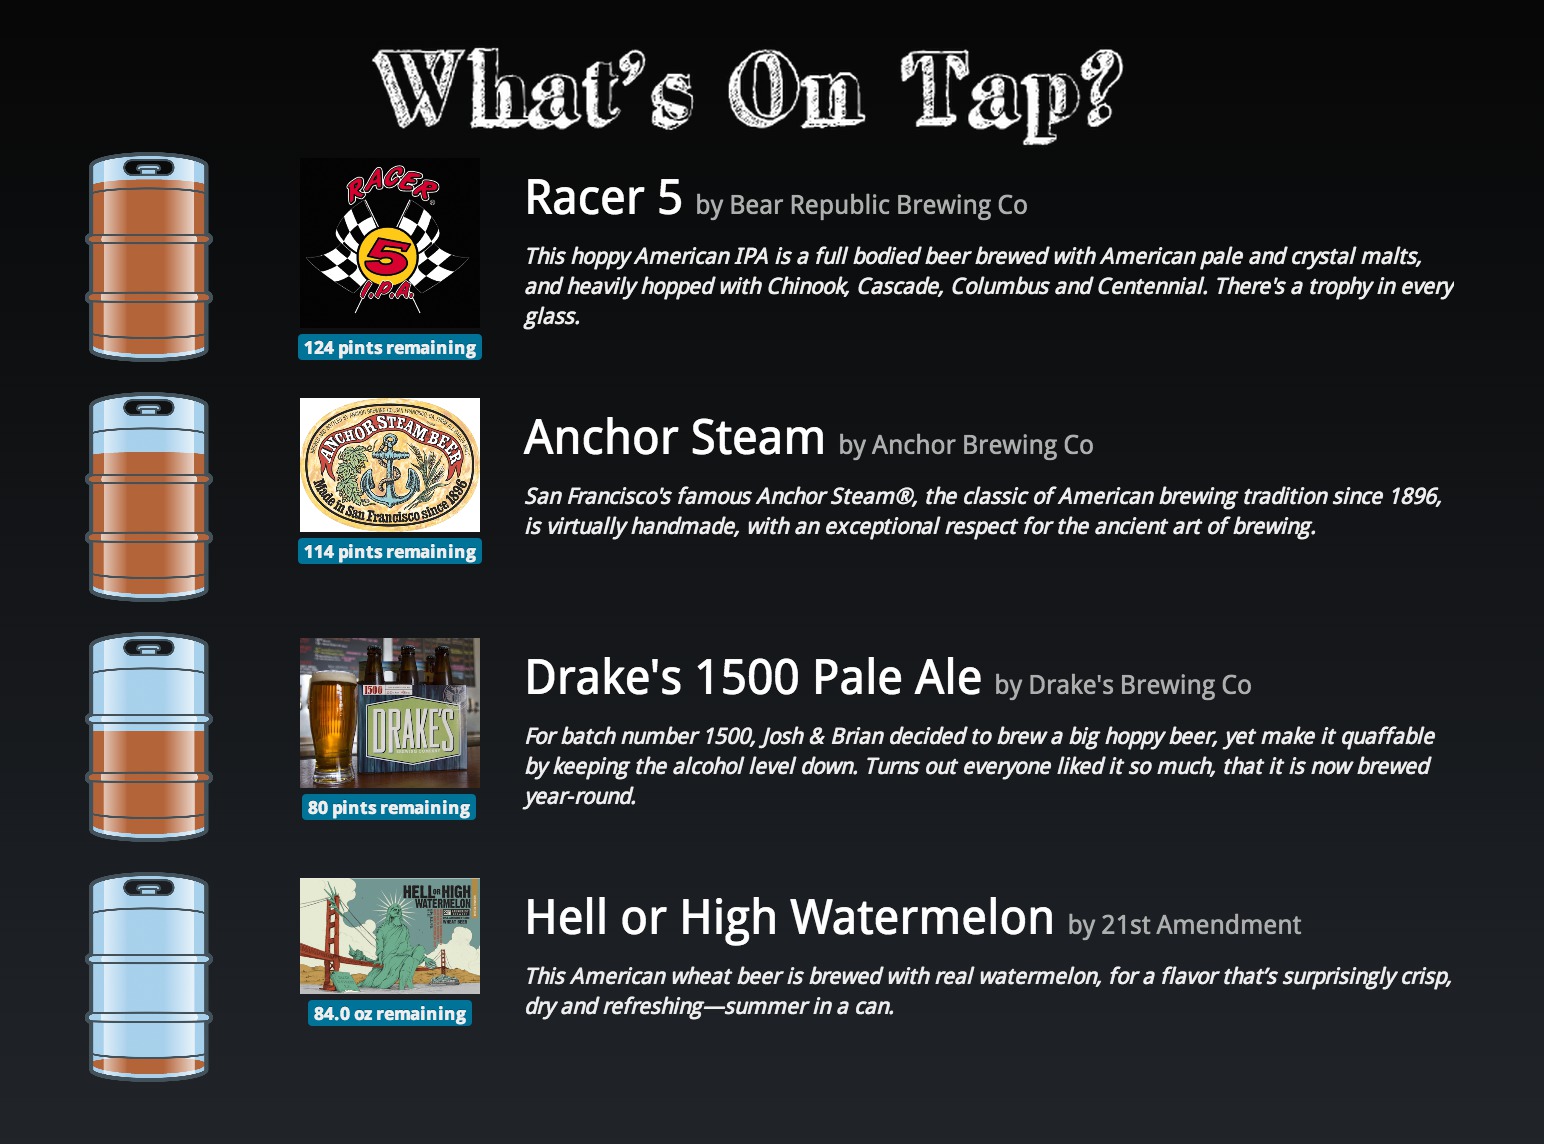 What's On Tap?
RACER
5
I.P.A.
Racer 5 by Bear Republic Brewing Co
This hoppy American IPA is a full bodied beer brewed with American pale and crystal malts,
and heavily hopped with Chinook, Cascade, Columbus and Centennial. There's a trophy in every
glass.
124 pints remaining
ANCHOR STEAM BEER
Made in San Francisco since 1896
Anchor Steam by Anchor Brewing Co
San Francisco's famous Anchor Steam®, the classic of American brewing tradition since 1896,
is virtually handmade, with an exceptional respect for the ancient art of brewing.
114 pints remaining
1500
DRAKE'S
Drake's 1500 Pale Ale by Drake's Brewing Co
For batch number 1500, Josh & Brian decided to brew a big hoppy beer, yet make it quaffable
by keeping the alcohol level down. Turns out everyone liked it so much, that it is now brewed
year-round.
80 pints remaining
HELL OR HIGH
WATERMELON
WHEAT BEER
Hell or High Watermelon by 21st Amendment
This American wheat beer is brewed with real watermelon, for a flavor that's surprisingly crisp,
dry and refreshing—summer in a can.
84.0 oz remaining